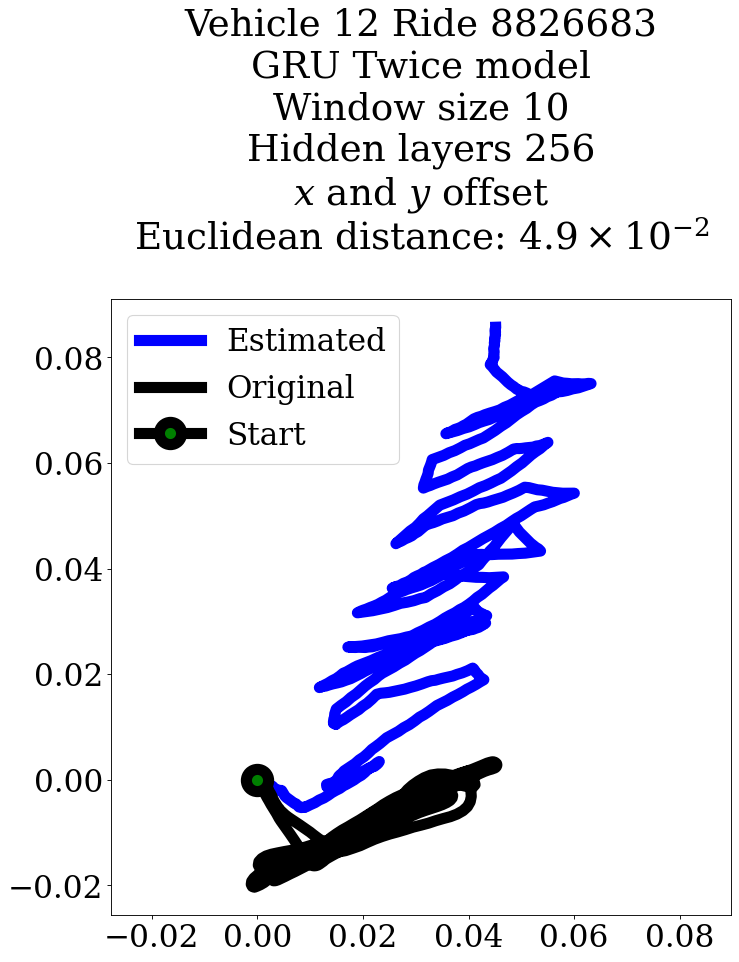 Vehicle 12 Ride 8826683
GRU Twice model
Window size 10
Hidden layers 256
x and y offset
Euclidean distance: 4.9 × 10⁻²
Estimated
Original
Start
0.08
0.06
0.04
0.02
0.00
−0.02
−0.02 0.00 0.02 0.04 0.06 0.08